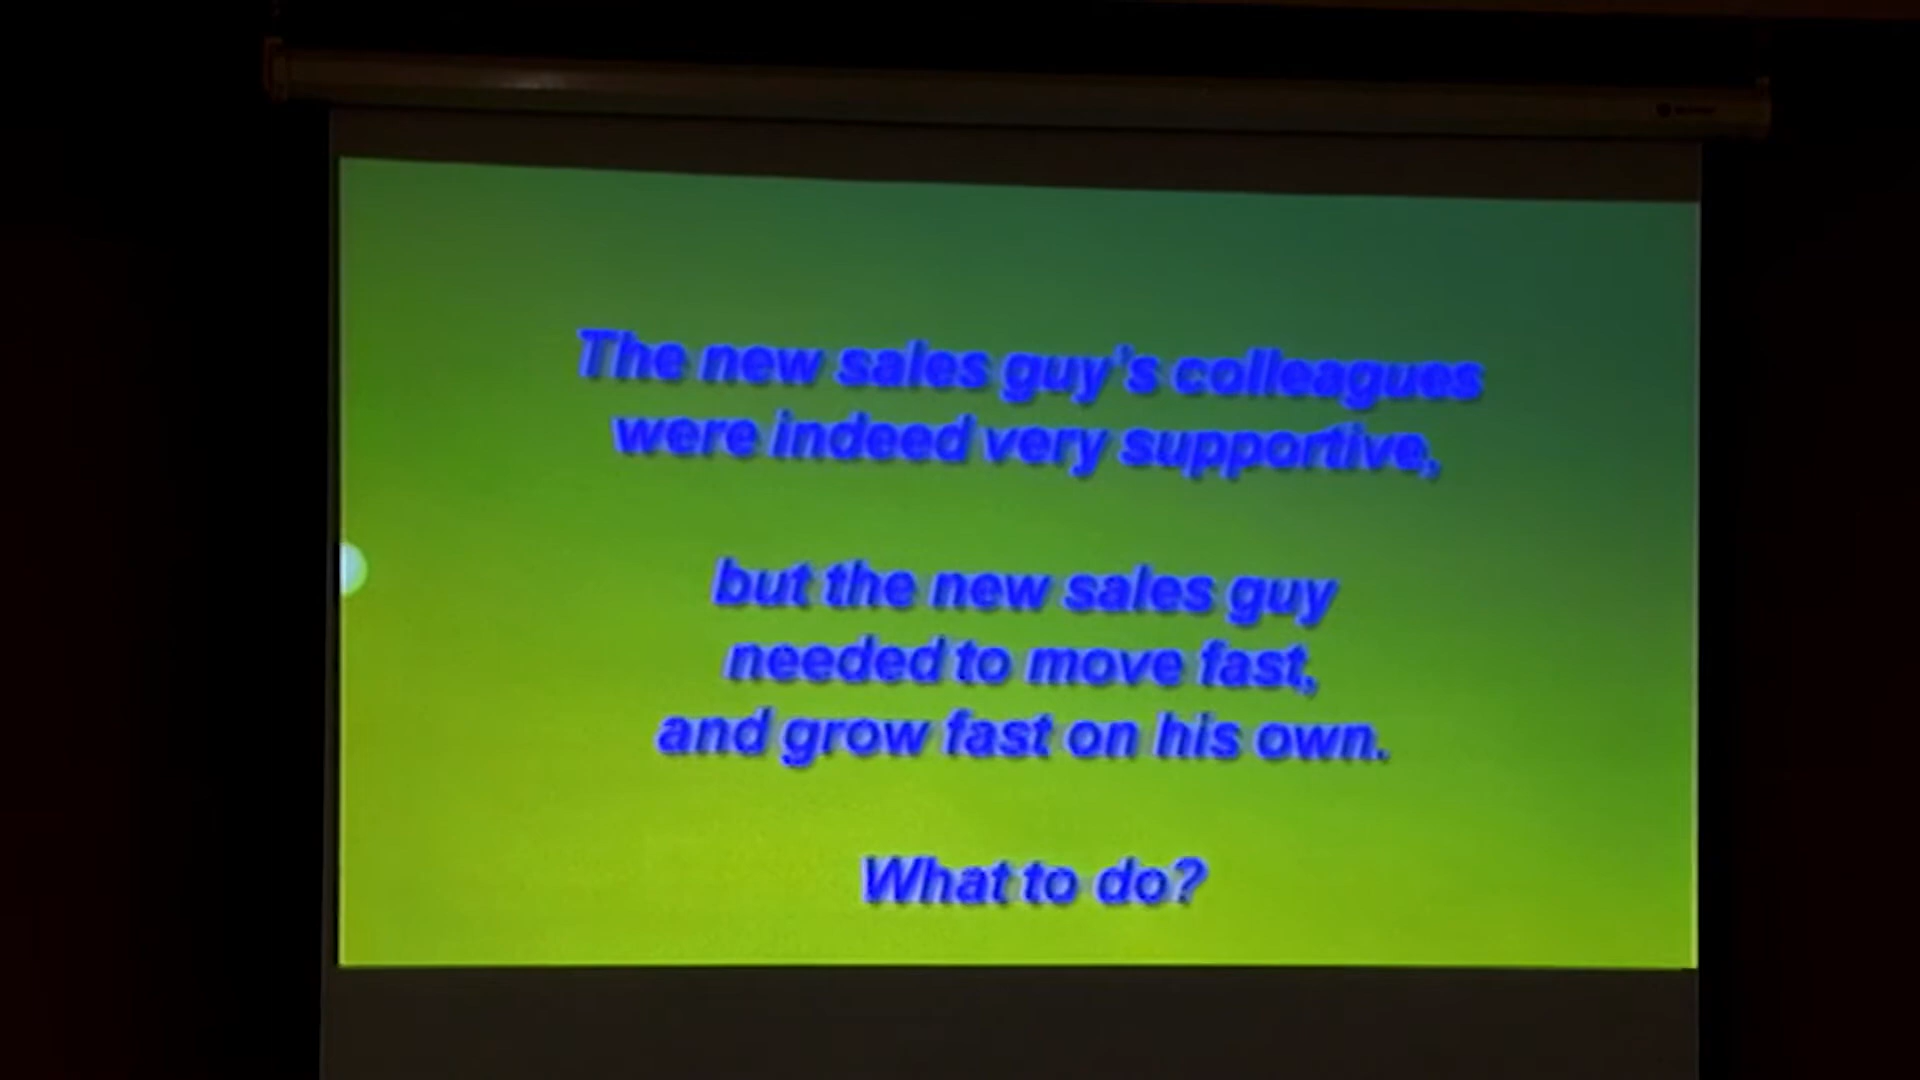 The new sales guy's colleagues
were indeed very supportive,
but the new sales guy
needed to move fast,
and grow fast on his own.
What to do?